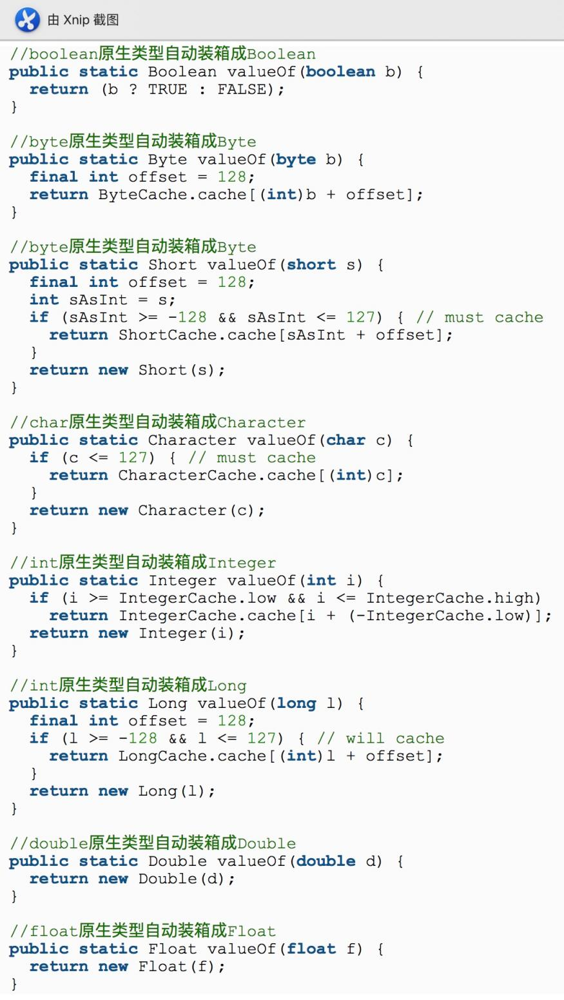 由 Xnip 截图
//boolean原生类型自动装箱成Boolean
public static Boolean valueOf(boolean b) {
  return (b ? TRUE : FALSE);
}

//byte原生类型自动装箱成Byte
public static Byte valueOf(byte b) {
  final int offset = 128;
  return ByteCache.cache[(int)b + offset];
}

//byte原生类型自动装箱成Byte
public static Short valueOf(short s) {
  final int offset = 128;
  int sAsInt = s;
  if (sAsInt >= -128 && sAsInt <= 127) { // must cache
    return ShortCache.cache[sAsInt + offset];
  }
  return new Short(s);
}

//char原生类型自动装箱成Character
public static Character valueOf(char c) {
  if (c <= 127) { // must cache
    return CharacterCache.cache[(int)c];
  }
  return new Character(c);
}

//int原生类型自动装箱成Integer
public static Integer valueOf(int i) {
  if (i >= IntegerCache.low && i <= IntegerCache.high)
    return IntegerCache.cache[i + (-IntegerCache.low)];
  return new Integer(i);
}

//int原生类型自动装箱成Long
public static Long valueOf(long l) {
  final int offset = 128;
  if (l >= -128 && l <= 127) { // will cache
    return LongCache.cache[(int)l + offset];
  }
  return new Long(l);
}

//double原生类型自动装箱成Double
public static Double valueOf(double d) {
  return new Double(d);
}

//float原生类型自动装箱成Float
public static Float valueOf(float f) {
  return new Float(f);
}